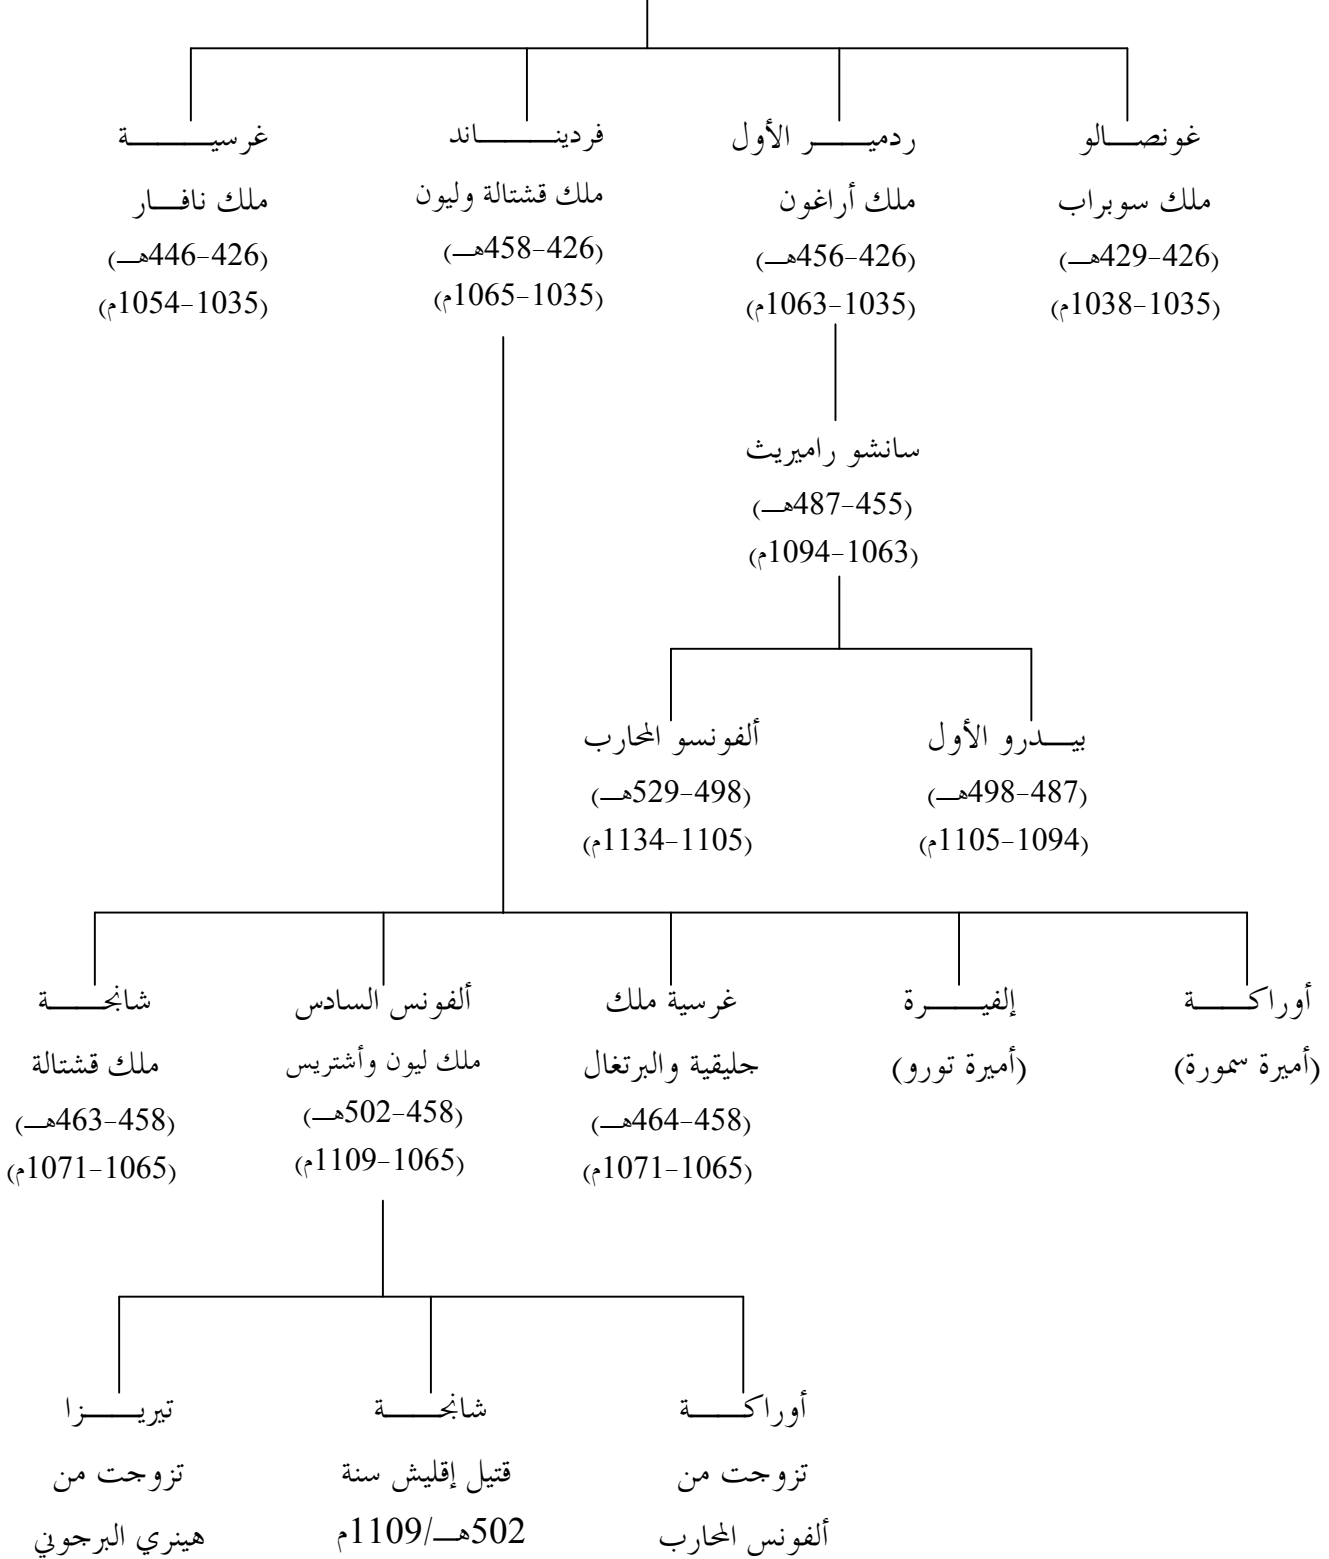 غونصالو
ملك سوبراب
(426-429هـ)
(1035-1038م)
ردمير الأول
ملك أراغون
(426-456هـ)
(1035-1063م)
فرديناند
ملك قشتالة وليون
(426-458هـ)
(1035-1065م)
غرسية
ملك نافار
(426-446هـ)
(1035-1054م)
سانشو راميريث
(455-487هـ)
(1063-1094م)
بيدرو الأول
(487-498هـ)
(1094-1105م)
ألفونسو المحارب
(498-529هـ)
(1105-1134م)
أوراكة
(أميرة سمورة)
إلفيرة
(أميرة تورو)
غرسية ملك
جليقية والبرتغال
(458-464هـ)
(1065-1071م)
ألفونس السادس
ملك ليون وأشتريس
(458-502هـ)
(1065-1109م)
شانجة
ملك قشتالة
(458-463هـ)
(1065-1071م)
أوراكة
تزوجت من
ألفونس المحارب
شانجة
قتيل إقليش سنة
502هـ/1109م
تيريزا
تزوجت من
هينري البرجوني